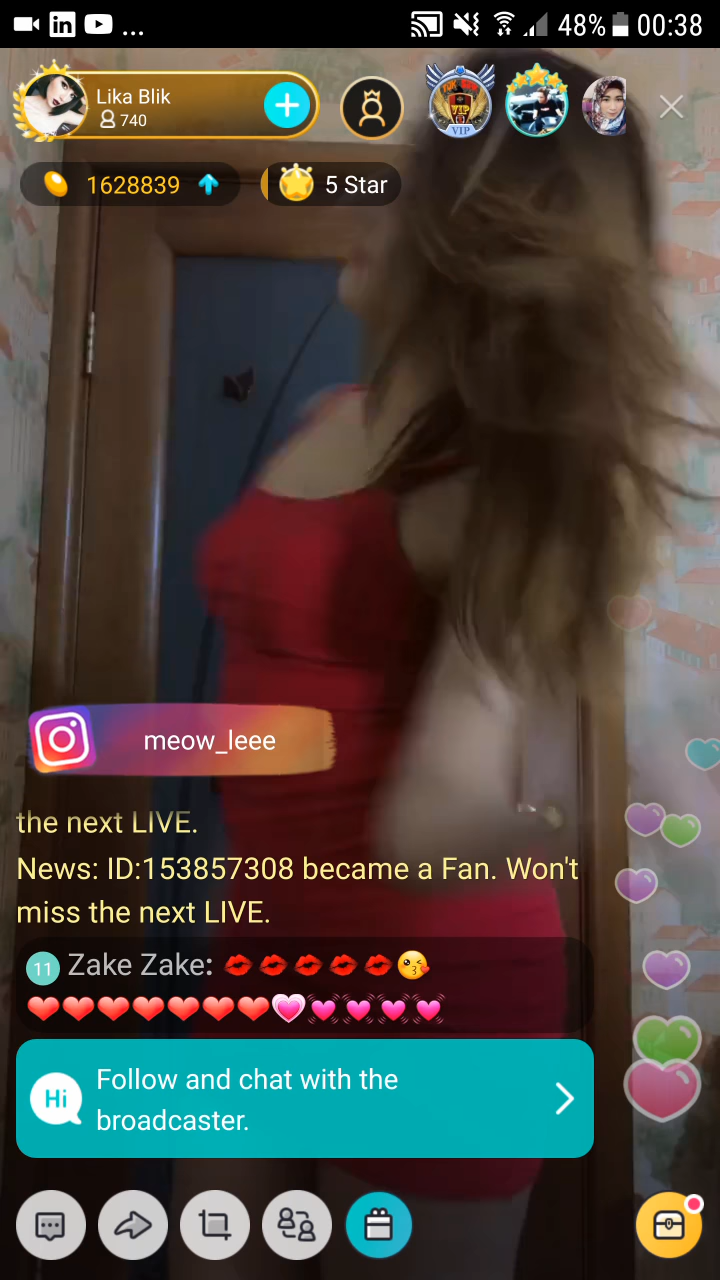 ... 48% 00:38
Lika Blik
740
VIP
VIP
1628839 5 Star
meow_leee
the next LIVE.
News: ID:153857308 became a Fan. Won't
miss the next LIVE.
11 Zake Zake: 💋💋💋💋💋😘
❤️❤️❤️❤️❤️❤️❤️💗💓💓💓💓
Hi Follow and chat with the
broadcaster.